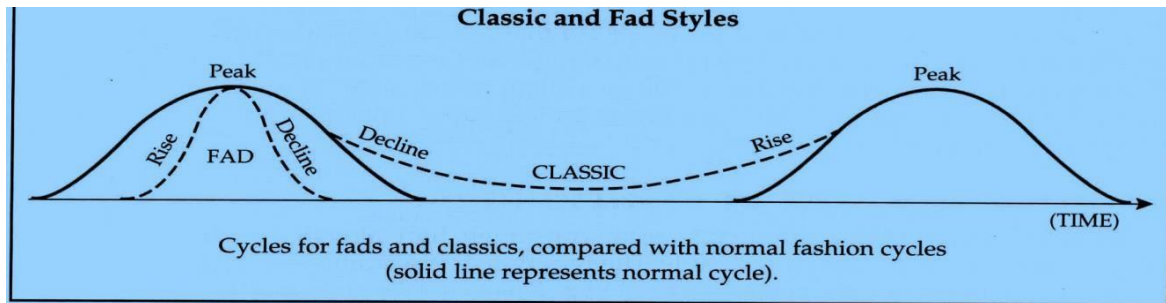 Classic and Fad Styles
Peak
Peak
Rise
FAD
Decline
Decline
CLASSIC
Rise
(TIME)
Cycles for fads and classics, compared with normal fashion cycles
(solid line represents normal cycle).